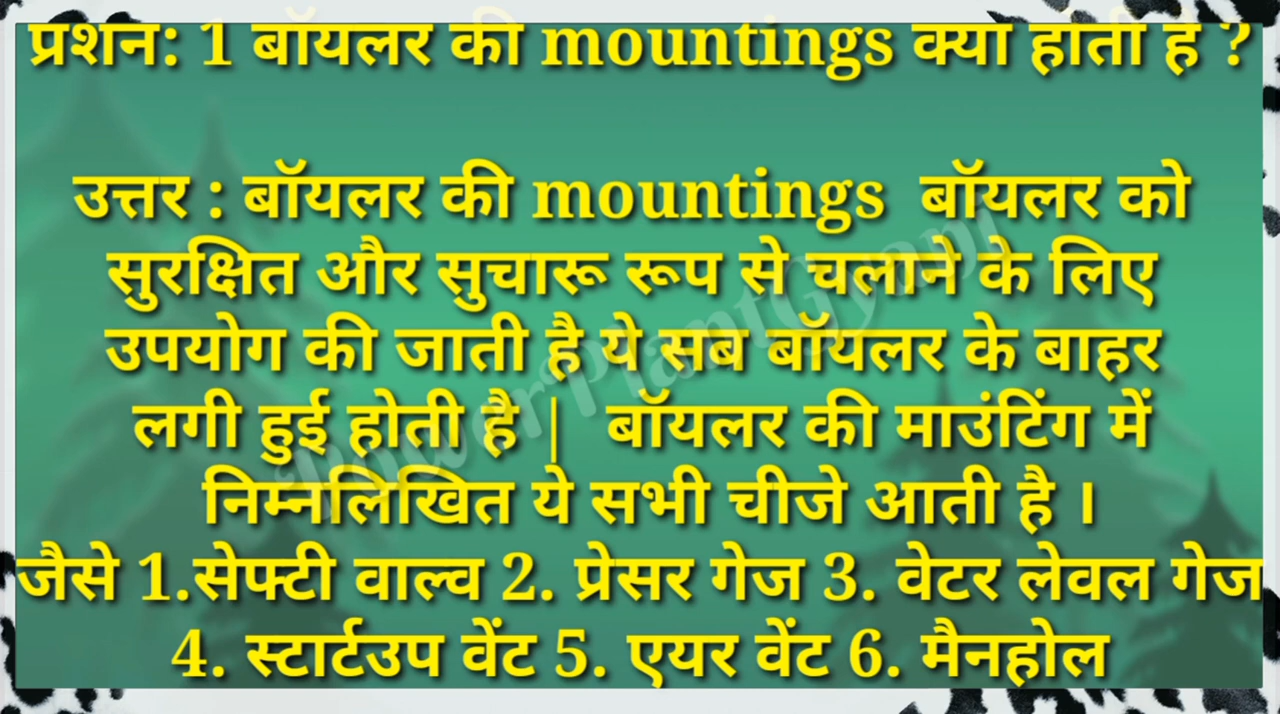 प्रशन: 1 बॉयलर की mountings क्या होती है ?
उत्तर : बॉयलर की mountings बॉयलर को
सुरक्षित और सुचारू रूप से चलाने के लिए
उपयोग की जाती है ये सब बॉयलर के बाहर
लगी हुई होती है | बॉयलर की माउंटिंग में
निम्नलिखित ये सभी चीजे आती है ।
जैसे 1.सेफ्टी वाल्व 2. प्रेसर गेज 3. वेटर लेवल गेज
4. स्टार्टउप वेंट 5. एयर वेंट 6. मैनहोल
PowerPlantGyani